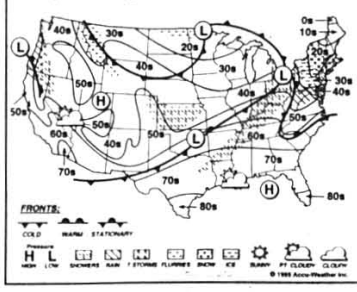 0s
10s
20s
40s
30s
20s
L
L
L
30s
30s
40s
40s
50s
H
40s
50s
50s
50s
50s
60s
40s
L
60s
70s
70s
70s
H
80s
80s
FRONTS:
COLD WARM STATIONARY
Pressure
H L
HIGH LOW SHOWERS RAIN T-STORMS FLURRIES SNOW ICE SUNNY PT. CLOUDY CLOUDY
© 1995 Accu-Weather, Inc.